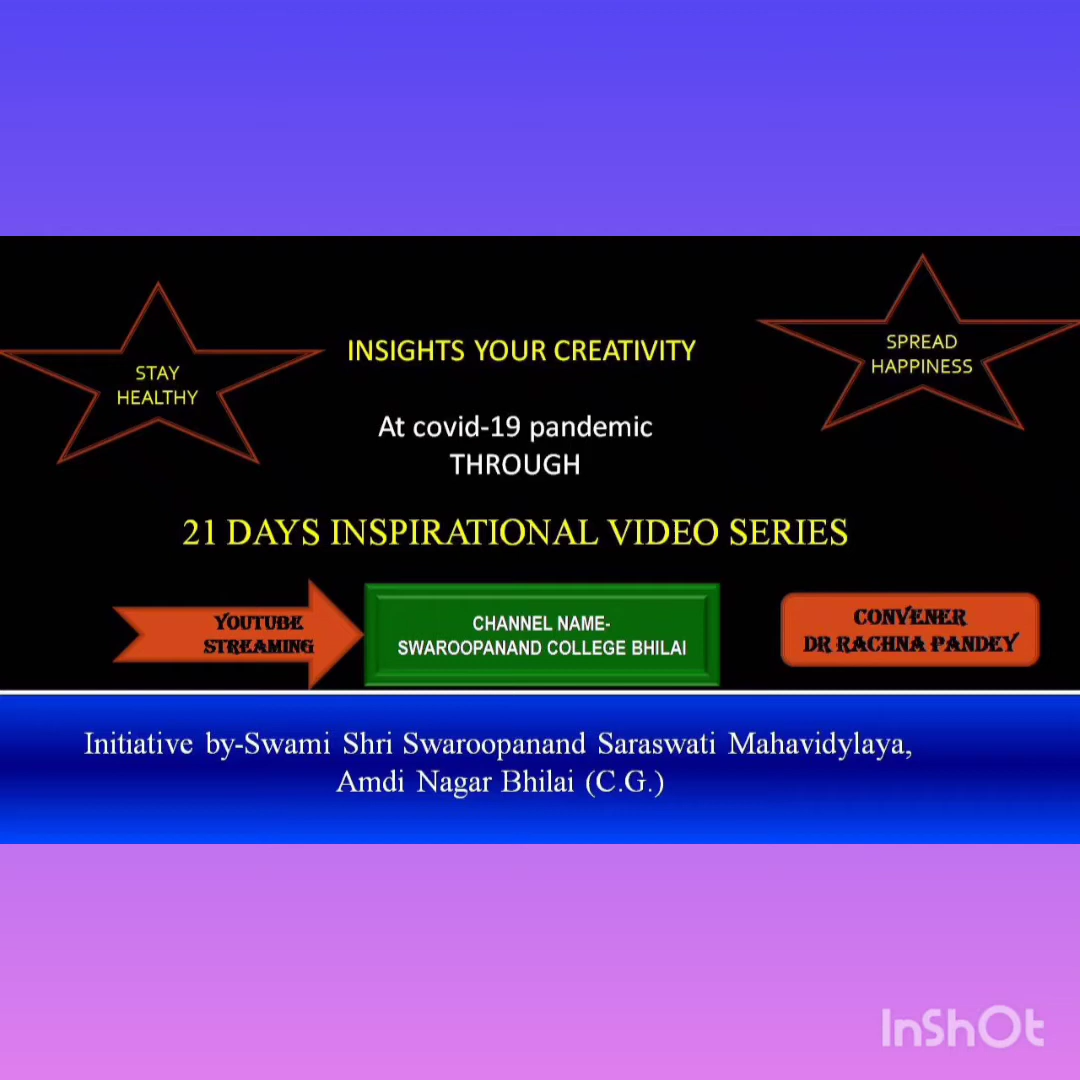 STAY
HEALTHY
INSIGHTS YOUR CREATIVITY
SPREAD
HAPPINESS
At covid-19 pandemic
THROUGH
21 DAYS INSPIRATIONAL VIDEO SERIES
YOUTUBE
STREAMING
CHANNEL NAME-
SWAROOPANAND COLLEGE BHILAI
CONVENER
DR RACHNA PANDEY
Initiative by-Swami Shri Swaroopanand Saraswati Mahavidylaya,
Amdi Nagar Bhilai (C.G.)
InShOt